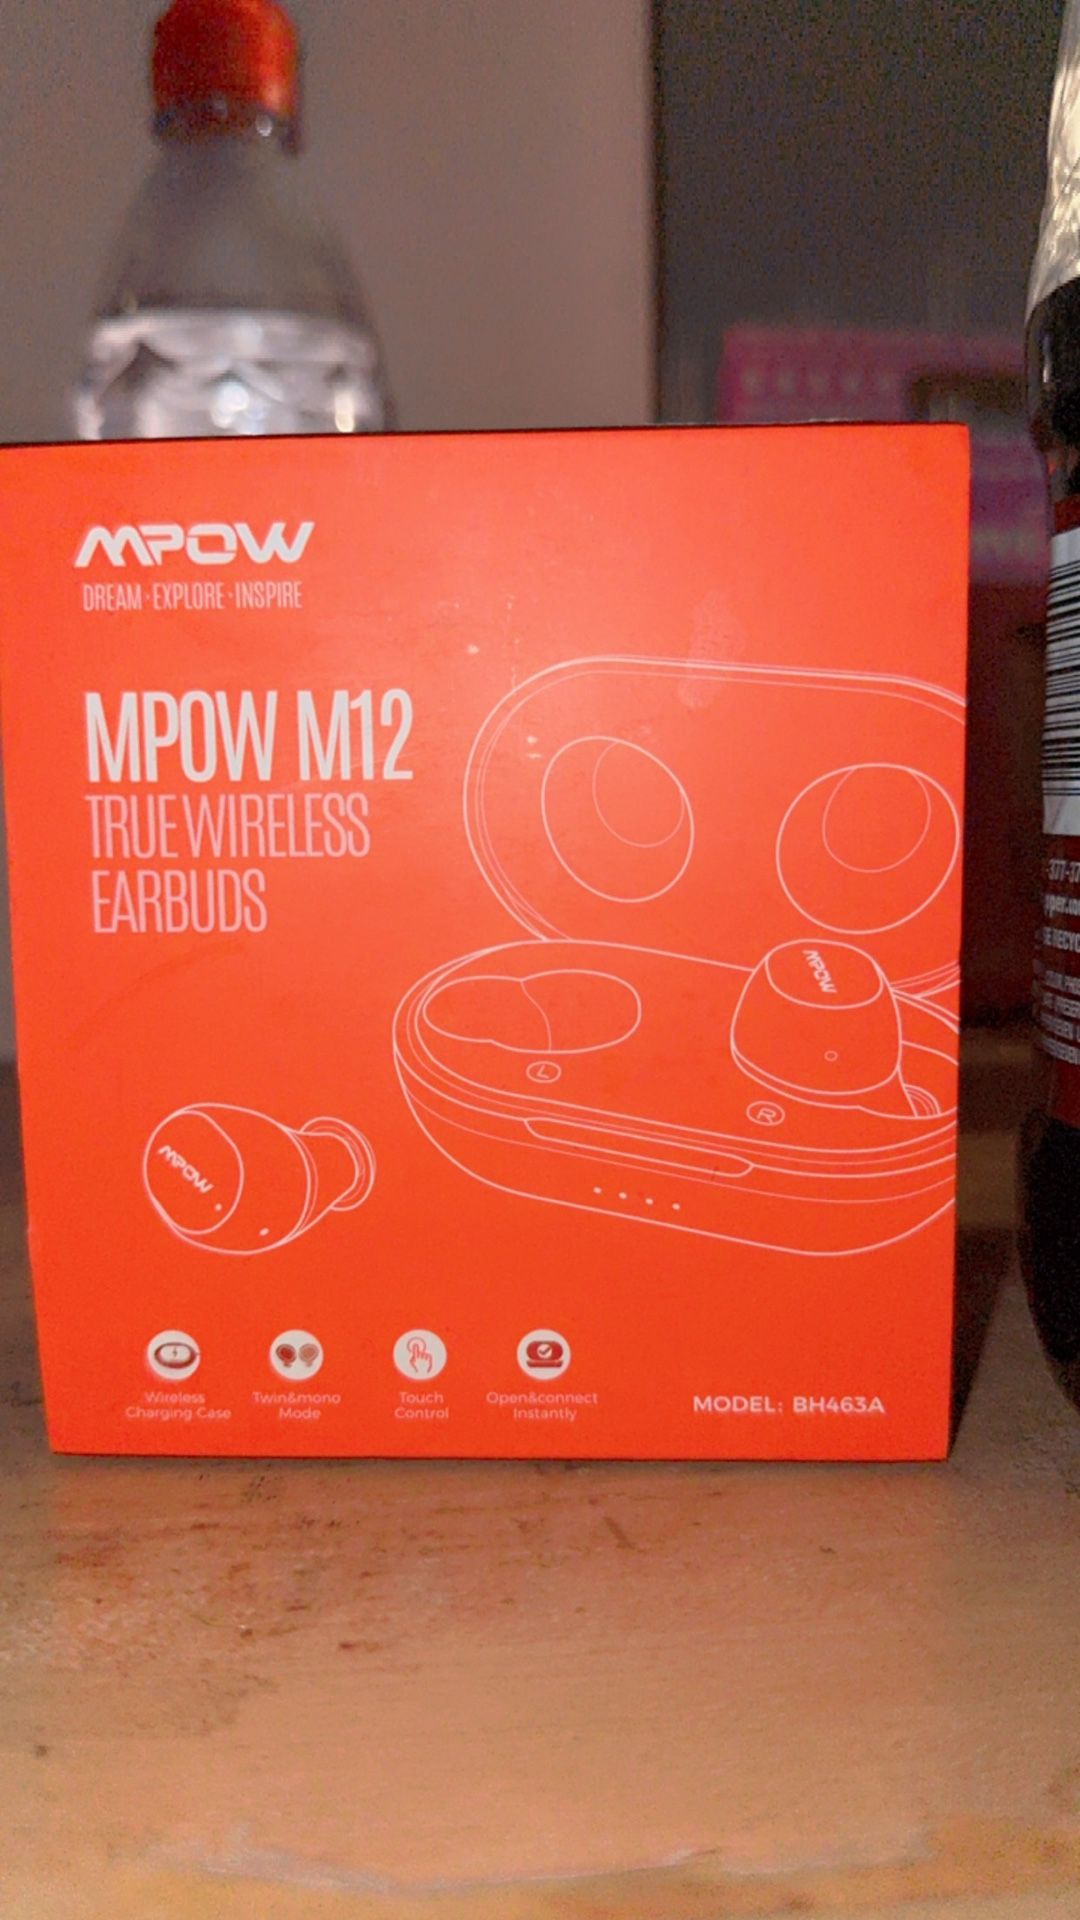 MPOW
DREAM·EXPLORE·INSPIRE
MPOW M12
TRUE WIRELESS
EARBUDS
MPOW
L
R
MPOW
Wireless
Charging Case
Twin&mono
Mode
Touch
Control
Open&connect
Instantly
MODEL: BH463A